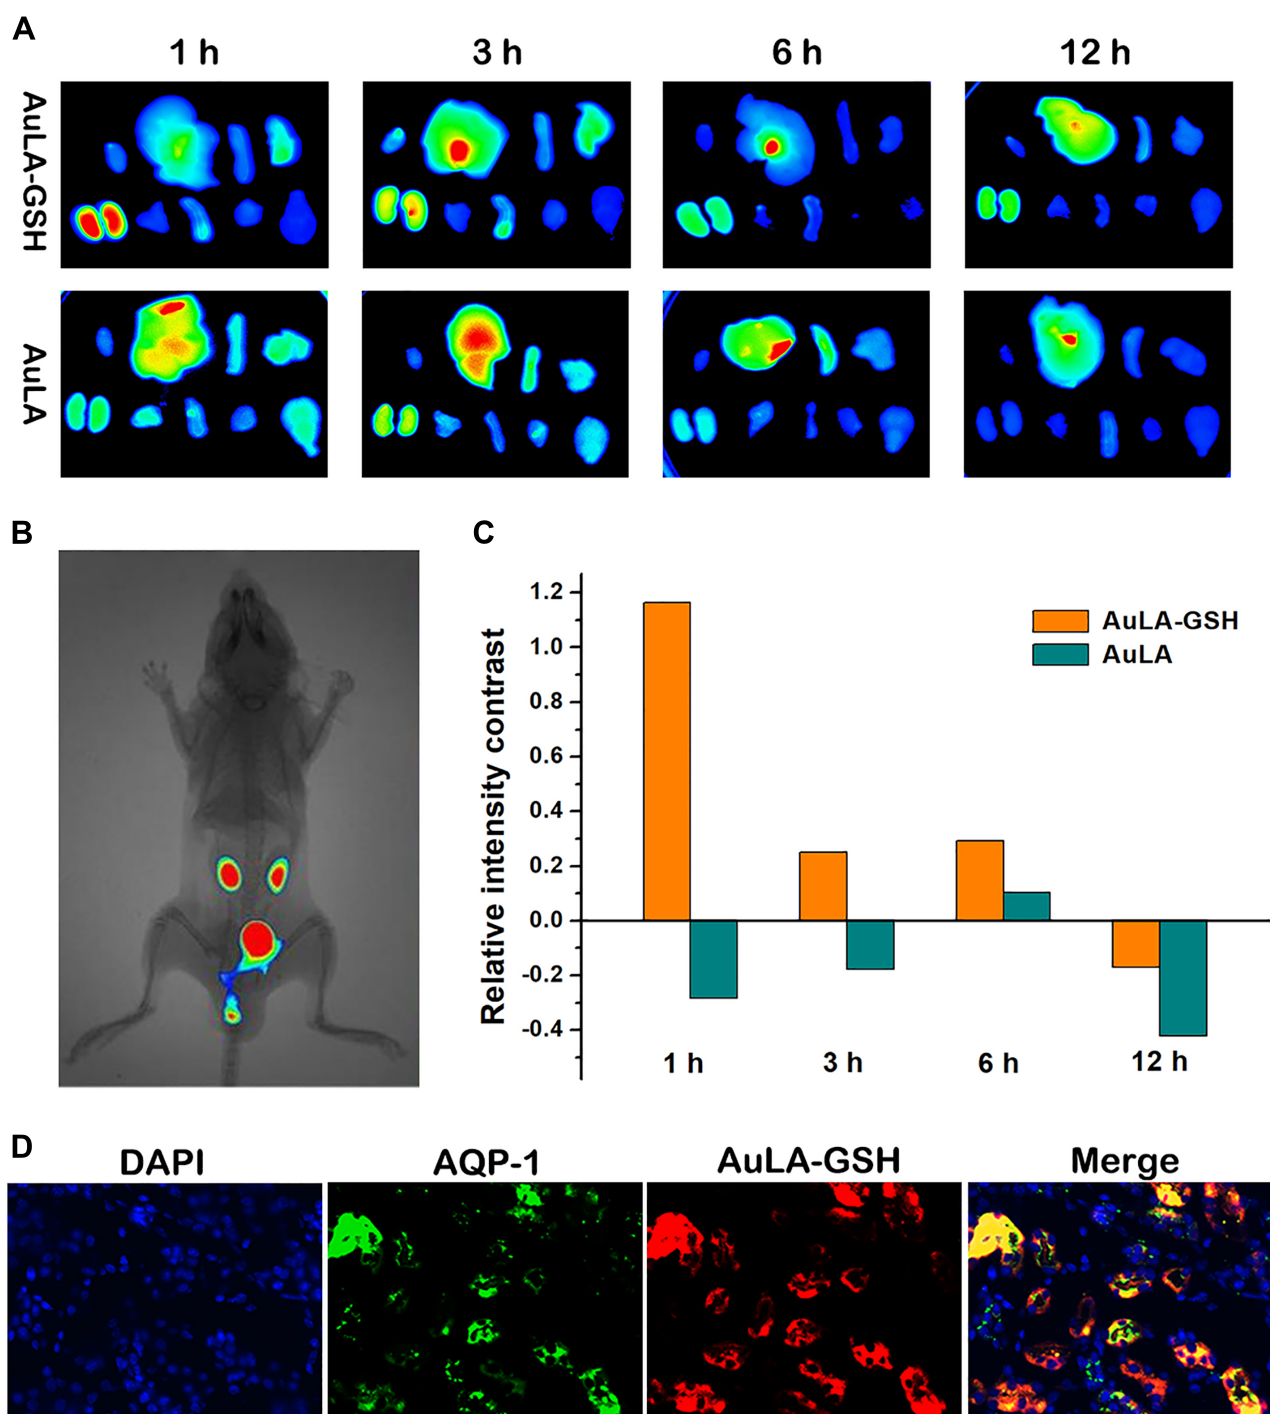 A
1 h 3 h 6 h 12 h
AuLA-GSH
AuLA
B
C
Relative intensity contrast
1.2
1.0
0.8
0.6
0.4
0.2
0.0
-0.2
-0.4
AuLA-GSH
AuLA
1 h 3 h 6 h 12 h
D
DAPI AQP-1 AuLA-GSH Merge